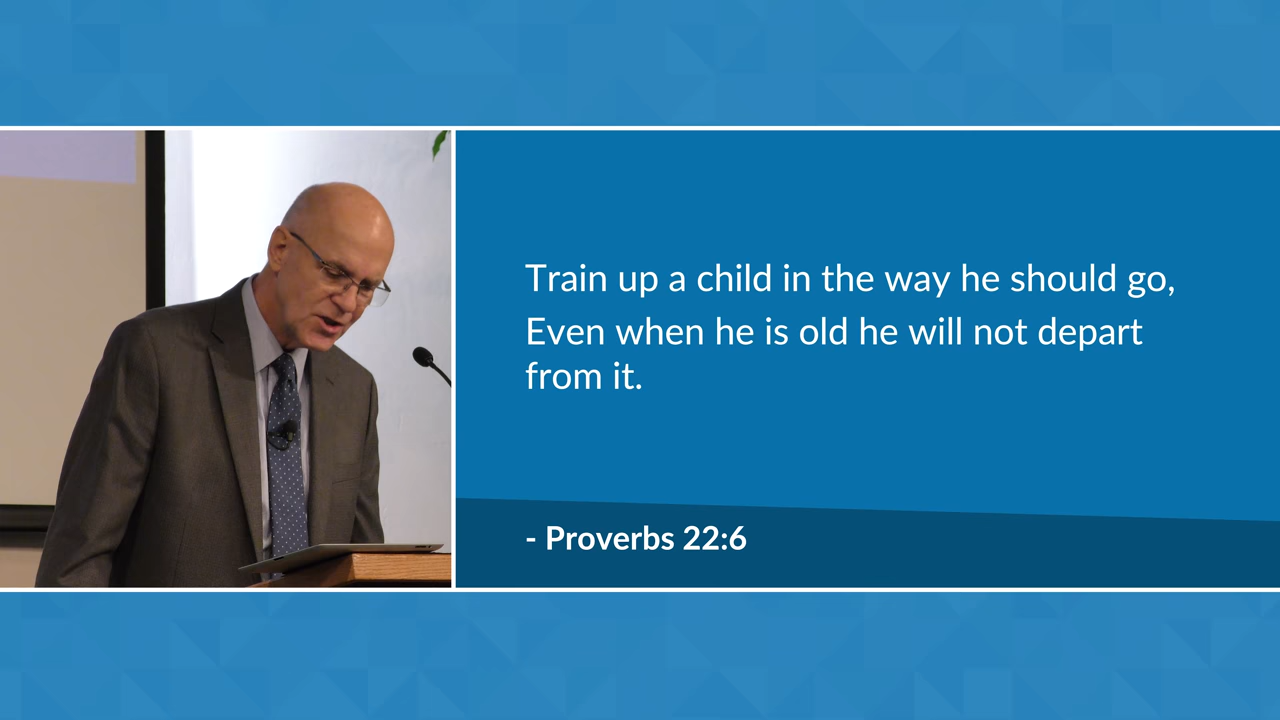 Train up a child in the way he should go,
Even when he is old he will not depart
from it.
- Proverbs 22:6